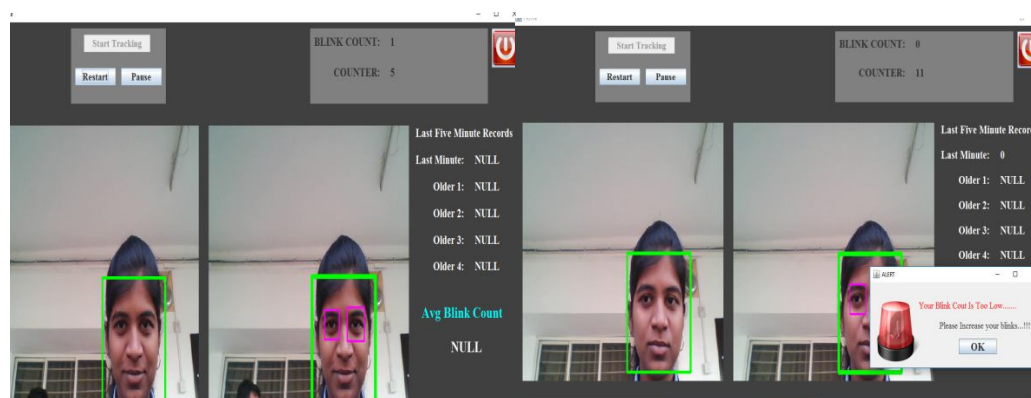 Start Tracking
Restart Pause
BLINK COUNT: 1
COUNTER: 5
Last Five Minute Records
Last Minute: NULL
Older 1: NULL
Older 2: NULL
Older 3: NULL
Older 4: NULL
Avg Blink Count
NULL
Start Tracking
Restart Pause
BLINK COUNT: 0
COUNTER: 11
Last Five Minute Recor
Last Minute: 0
Older 1: NULL
Older 2: NULL
Older 3: NULL
Older 4: NULL
ALERT
Your Blink Cout Is Too Low.......
Please Increase your blinks...!!!
OK